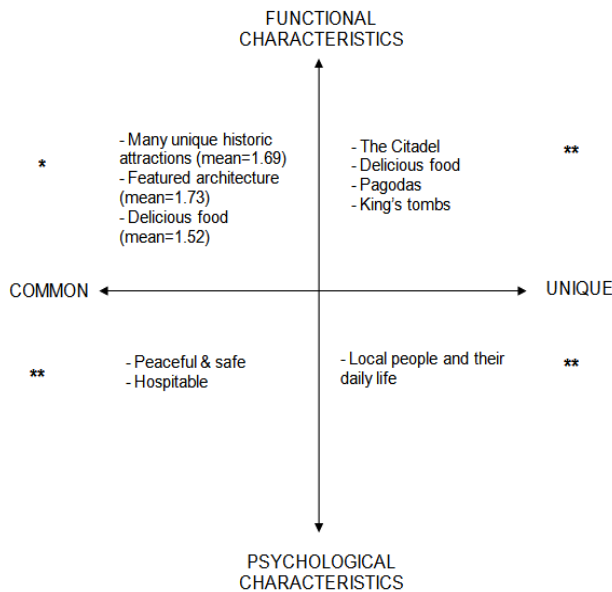 FUNCTIONAL
CHARACTERISTICS
*
- Many unique historic
attractions (mean=1.69)
- Featured architecture
(mean=1.73)
- Delicious food
(mean=1.52)
- The Citadel
- Delicious food
- Pagodas
- King's tombs
**
COMMON
UNIQUE
**
- Peaceful & safe
- Hospitable
- Local people and their
daily life
**
PSYCHOLOGICAL
CHARACTERISTICS